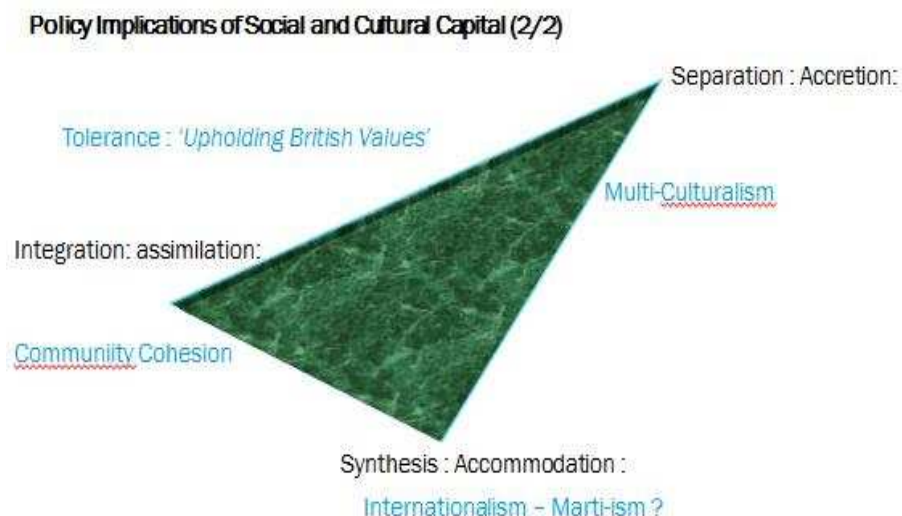 Policy Implications of Social and Cultural Capital (2/2)
Separation : Accretion:
Tolerance : 'Upholding British Values'
Multi-Culturalism
Integration: assimilation:
Communiity Cohesion
Synthesis : Accommodation :
Internationalism – Marti-ism ?